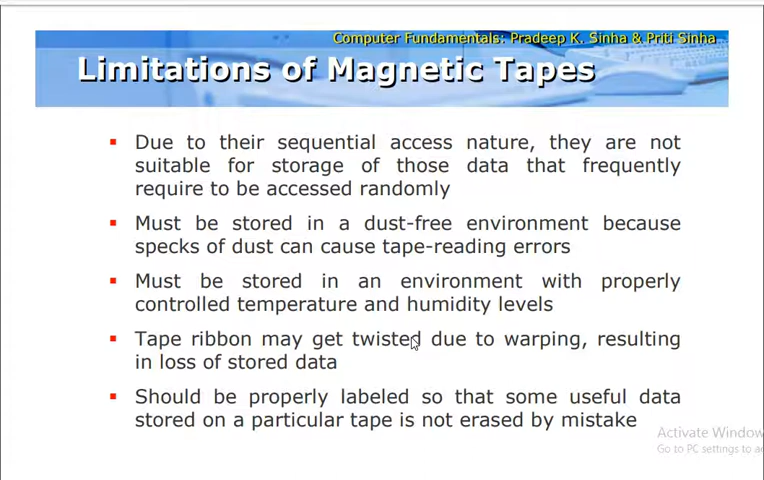 Computer Fundamentals: Pradeep K. Sinha & Priti Sinha
Limitations of Magnetic Tapes
▪ Due to their sequential access nature, they are not
suitable for storage of those data that frequently
require to be accessed randomly
▪ Must be stored in a dust-free environment because
specks of dust can cause tape-reading errors
▪ Must be stored in an environment with properly
controlled temperature and humidity levels
▪ Tape ribbon may get twisted due to warping, resulting
in loss of stored data
▪ Should be properly labeled so that some useful data
stored on a particular tape is not erased by mistake
Activate Window
Go to PC settings to a